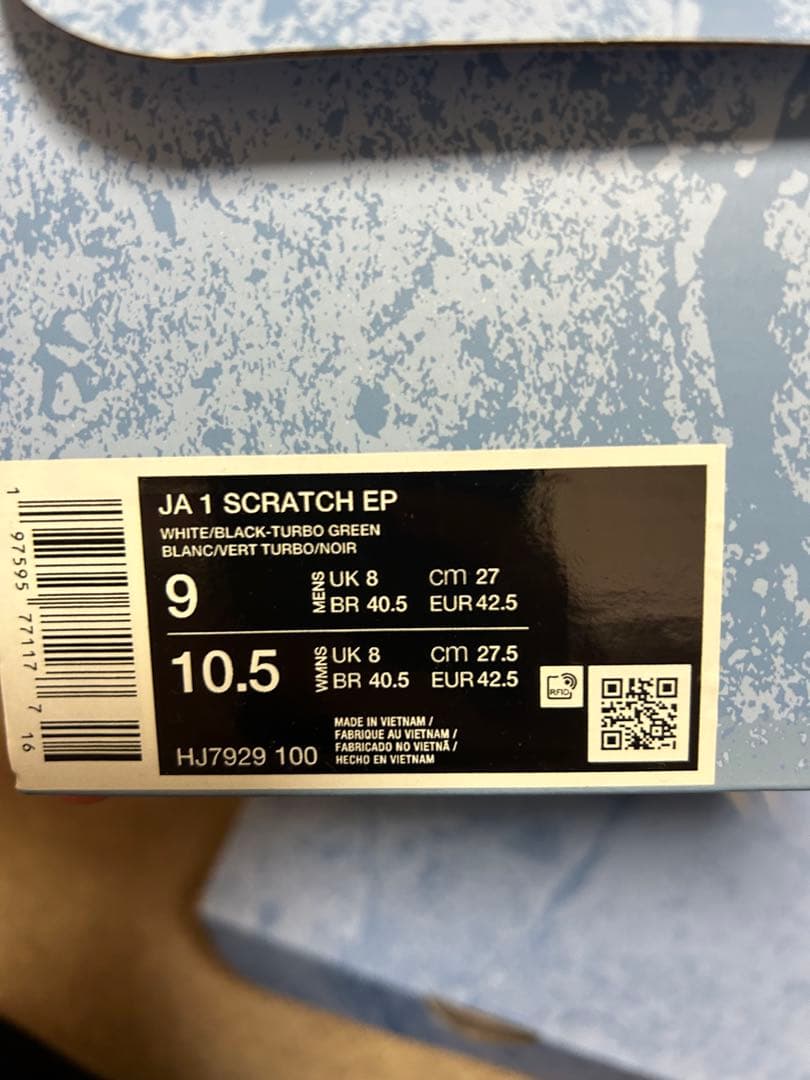 JA 1 SCRATCH EP
WHITE/BLACK-TURBO GREEN
BLANC/VERT TURBO/NOIR
9 MENS UK 8 cm 27
BR 40.5 EUR 42.5
10.5 WMNS UK 8 cm 27.5
BR 40.5 EUR 42.5
RFID
HJ7929 100
MADE IN VIETNAM /
FABRIQUE AU VIETNAM /
FABRICADO NO VIETNÃ /
HECHO EN VIETNAM
1 97595 77117 7 16